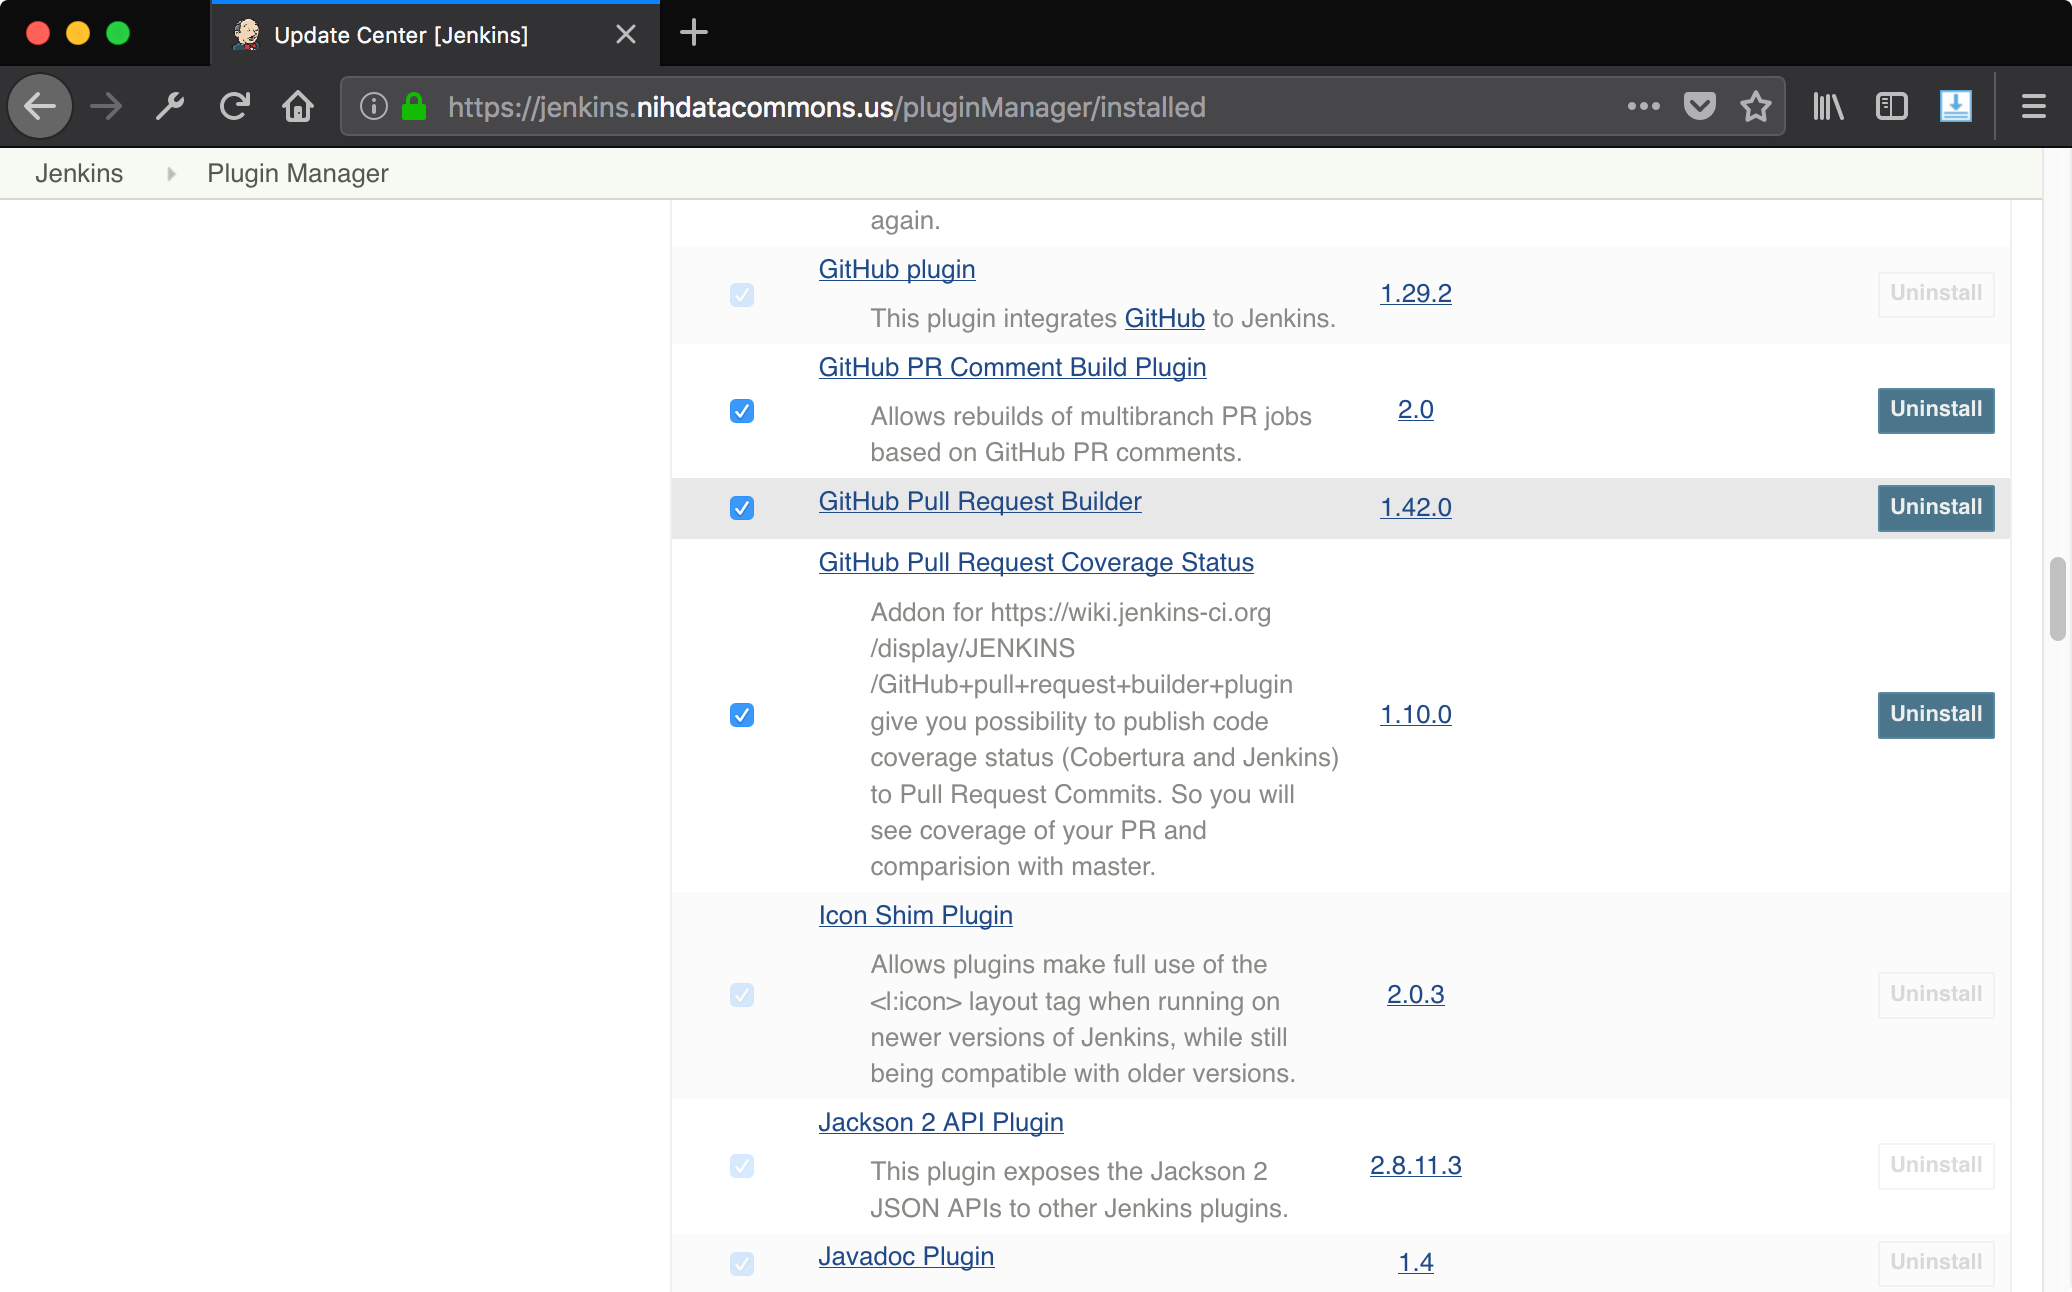 Update Center [Jenkins]
https://jenkins.nihdatacommons.us/pluginManager/installed
Jenkins Plugin Manager
again.
GitHub plugin
This plugin integrates GitHub to Jenkins.
1.29.2
Uninstall
GitHub PR Comment Build Plugin
Allows rebuilds of multibranch PR jobs
based on GitHub PR comments.
2.0
Uninstall
GitHub Pull Request Builder
1.42.0
Uninstall
GitHub Pull Request Coverage Status
Addon for https://wiki.jenkins-ci.org
/display/JENKINS
/GitHub+pull+request+builder+plugin
give you possibility to publish code
coverage status (Cobertura and Jenkins)
to Pull Request Commits. So you will
see coverage of your PR and
comparision with master.
1.10.0
Uninstall
Icon Shim Plugin
Allows plugins make full use of the
<l:icon> layout tag when running on
newer versions of Jenkins, while still
being compatible with older versions.
2.0.3
Uninstall
Jackson 2 API Plugin
This plugin exposes the Jackson 2
JSON APIs to other Jenkins plugins.
2.8.11.3
Uninstall
Javadoc Plugin
1.4
Uninstall